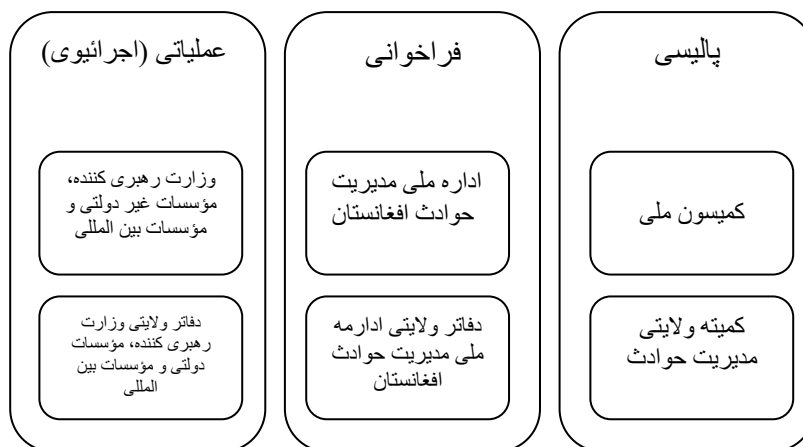 پالیسی
کمیسون ملی
کمیته ولایتی
مدیریت حوادث
فراخوانی
اداره ملی مدیریت
حوادث افغانستان
دفاتر ولایتی ادارمه
ملی مدیریت حوادث
افغانستان
عملیاتی (اجرائیوی)
وزارت رهبری کننده،
مؤسسات غیر دولتی و
مؤسسات بین المللی
دفاتر ولایتی وزارت
رهبری کننده، مؤسسات
دولتی و مؤسسات بین
المللی